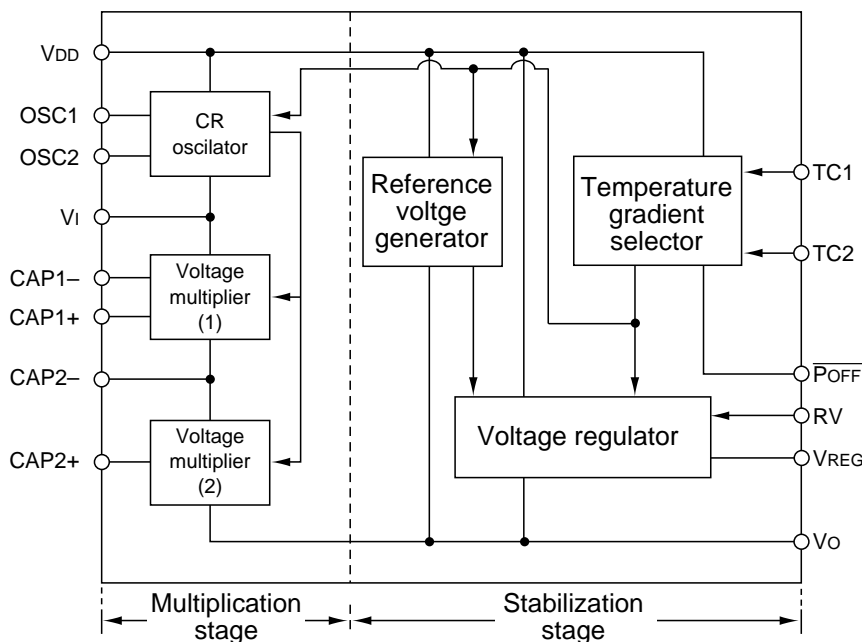 VDD
OSC1
OSC2
VI
CAP1–
CAP1+
CAP2–
CAP2+
CR
oscilator
Voltage
multiplier
(1)
Voltage
multiplier
(2)
Reference
voltge
generator
Temperature
gradient
selector
Voltage regulator
TC1
TC2
POFF
RV
VREG
VO
Multiplication
stage
Stabilization
stage